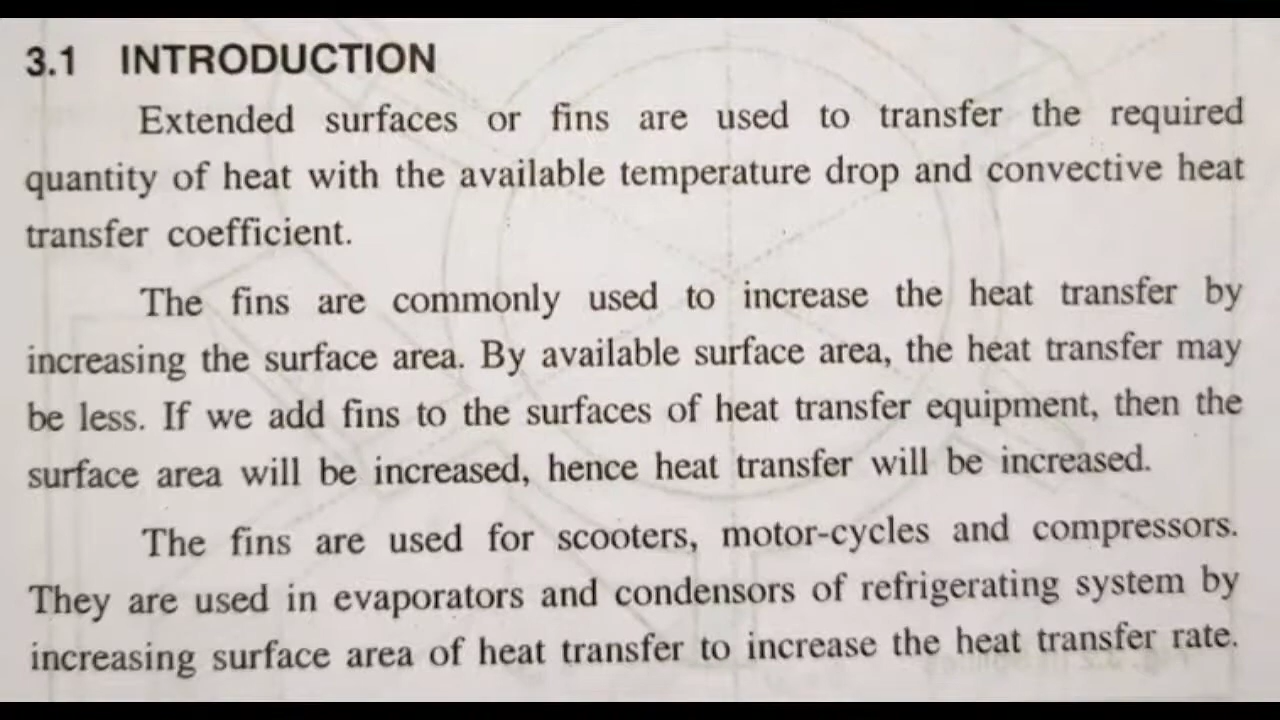 3.1 INTRODUCTION
Extended surfaces or fins are used to transfer the required
quantity of heat with the available temperature drop and convective heat
transfer coefficient.
The fins are commonly used to increase the heat transfer by
increasing the surface area. By available surface area, the heat transfer may
be less. If we add fins to the surfaces of heat transfer equipment, then the
surface area will be increased, hence heat transfer will be increased.
The fins are used for scooters, motor-cycles and compressors.
They are used in evaporators and condensors of refrigerating system by
increasing surface area of heat transfer to increase the heat transfer rate.